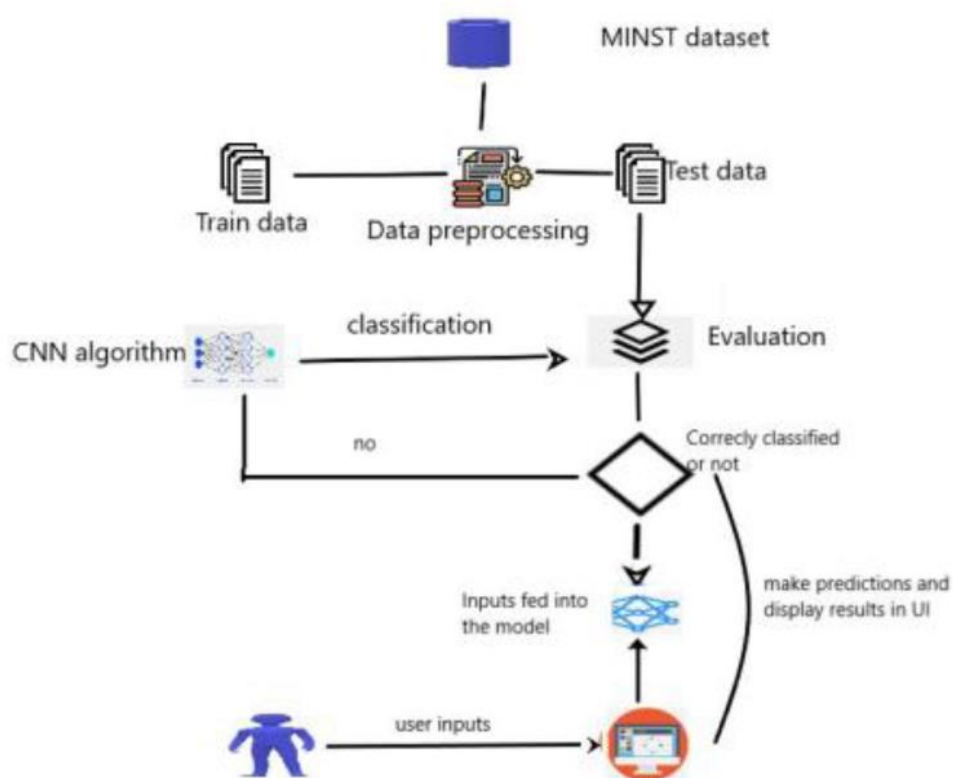 MINST dataset
Test data
Train data
Data preprocessing
classification
Evaluation
CNN algorithm
no
Correcly classified
or not
Inputs fed into
the model
make predictions and
display results in UI
user inputs